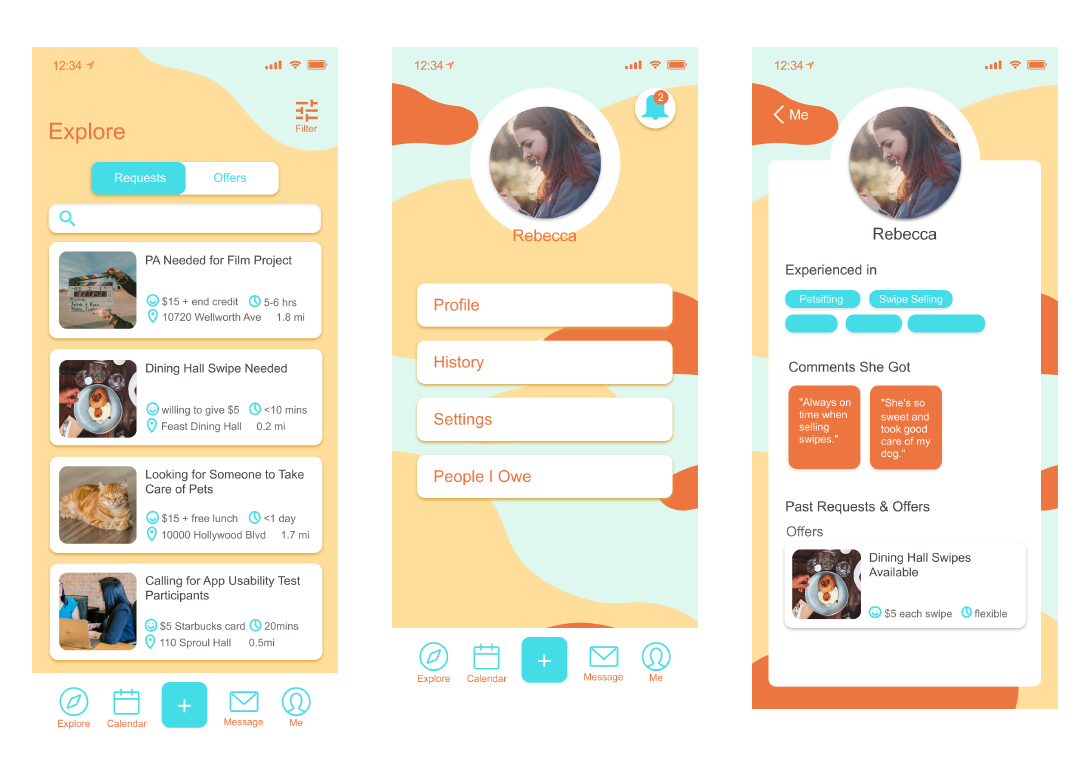 12:34
Explore
Filter
Requests
Offers
PA Needed for Film Project
$15 + end credit
5-6 hrs
10720 Wellworth Ave
1.8 mi
Dining Hall Swipe Needed
willing to give $5
<10 mins
Feast Dining Hall
0.2 mi
Looking for Someone to Take
Care of Pets
$15 + free lunch
<1 day
10000 Hollywood Blvd
1.7 mi
Calling for App Usability Test
Participants
$5 Starbucks card
20mins
110 Sproul Hall
0.5mi
Explore
Calendar
+
Message
Me
12:34
2
Rebecca
Profile
History
Settings
People I Owe
Explore
Calendar
+
Message
Me
12:34
Me
Rebecca
Experienced in
Petsitting
Swipe Selling
Comments She Got
"Always on
time when
selling
swipes."
"She's so
sweet and
took good
care of my
dog."
Past Requests & Offers
Offers
Dining Hall Swipes
Available
$5 each swipe
flexible